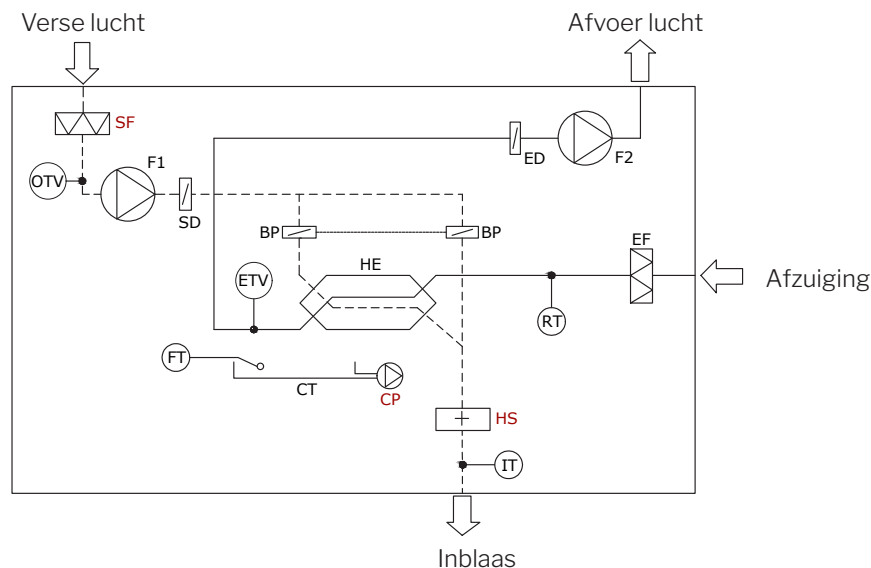 Verse lucht
Afvoer lucht
SF
OTV
F1
SD
ED
F2
BP
BP
EF
HE
ETV
Afzuiging
RT
FT
CT
CP
HS
IT
Inblaas